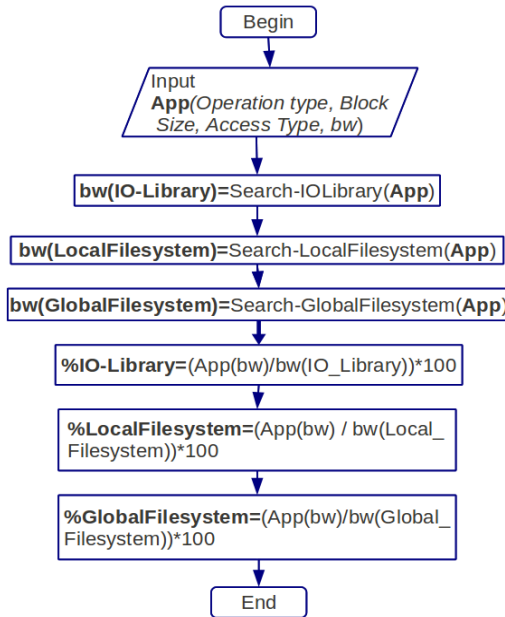 Begin
Input
App(Operation type, Block
Size, Access Type, bw)
bw(IO-Library)=Search-IOLibrary(App)
bw(LocalFilesystem)=Search-LocalFilesystem(App)
bw(GlobalFilesystem)=Search-GlobalFilesystem(App)
%IO-Library=(App(bw)/bw(IO_Library))*100
%LocalFilesystem=(App(bw) / bw(Local_
Filesystem))*100
%GlobalFilesystem=(App(bw)/bw(Global_
Filesystem))*100
End